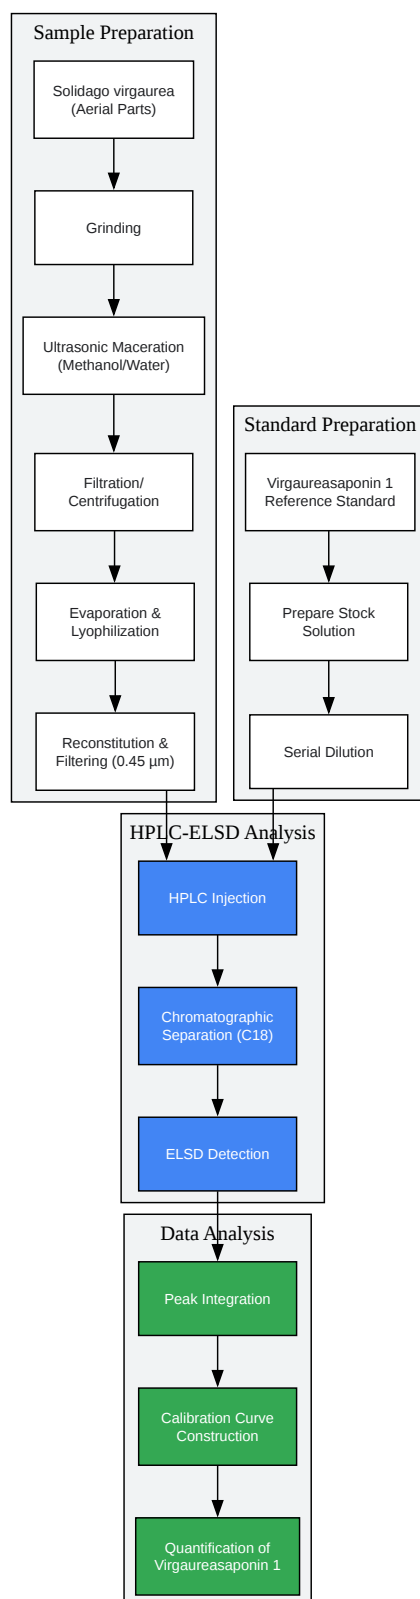 Sample Preparation
Solidago virgaurea
(Aerial Parts)
Grinding
Ultrasonic Maceration
(Methanol/Water)
Filtration/
Centrifugation
Evaporation &
Lyophilization
Reconstitution &
Filtering (0.45 µm)
Standard Preparation
Virgaureasaponin 1
Reference Standard
Prepare Stock
Solution
Serial Dilution
HPLC-ELSD Analysis
HPLC Injection
Chromatographic
Separation (C18)
ELSD Detection
Data Analysis
Peak Integration
Calibration Curve
Construction
Quantification of
Virgaureasaponin 1